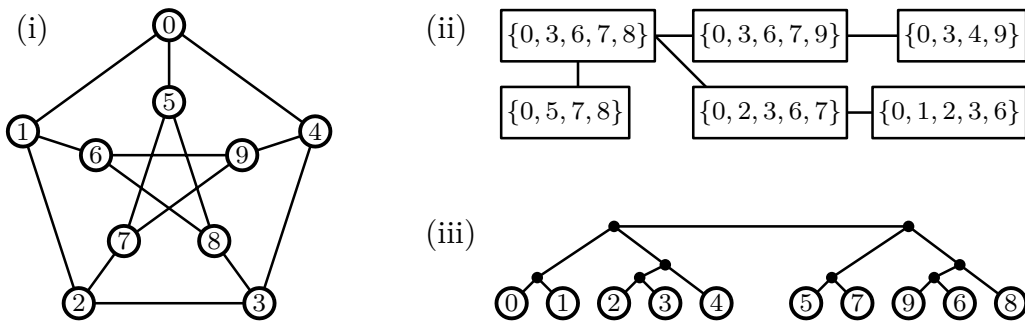 (i)
0
5
1
4
6
9
7
8
2
3
(ii)
{0, 3, 6, 7, 8} {0, 3, 6, 7, 9} {0, 3, 4, 9}
{0, 5, 7, 8} {0, 2, 3, 6, 7} {0, 1, 2, 3, 6}
(iii)
0 1 2 3 4 5 7 9 6 8